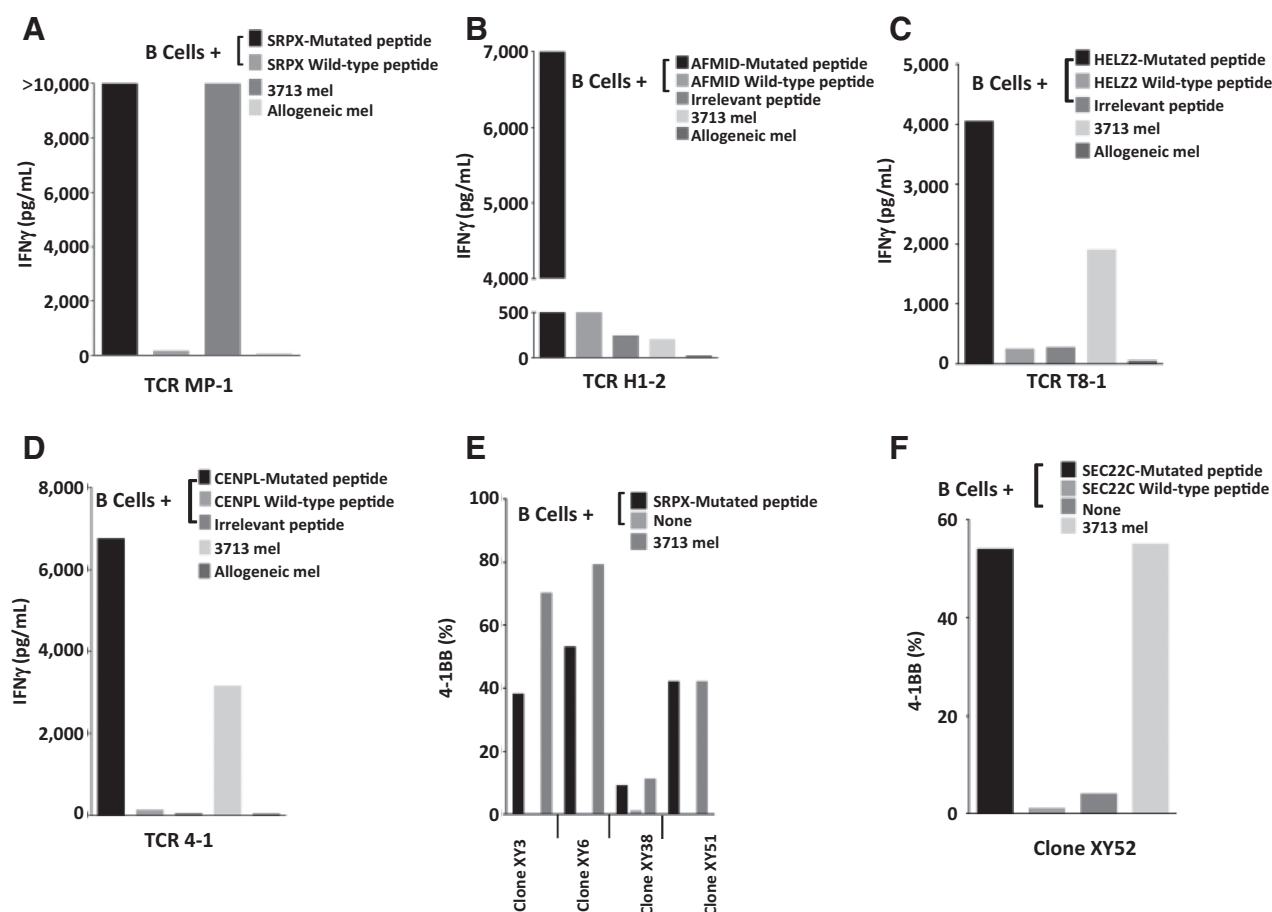 A
B Cells +
SRPX-Mutated peptide
SRPX Wild-type peptide
3713 mel
Allogeneic mel
>10,000
8,000
6,000
4,000
2,000
0
IFNγ (pg/mL)
TCR MP-1
B
B Cells +
AFMID-Mutated peptide
AFMID Wild-type peptide
Irrelevant peptide
3713 mel
Allogeneic mel
7,000
6,000
5,000
4,000
500
0
IFNγ (pg/mL)
TCR H1-2
C
B Cells +
HELZ2-Mutated peptide
HELZ2 Wild-type peptide
Irrelevant peptide
3713 mel
Allogeneic mel
5,000
4,000
3,000
2,000
1,000
0
IFNγ (pg/mL)
TCR T8-1
D
B Cells +
CENPL-Mutated peptide
CENPL Wild-type peptide
Irrelevant peptide
3713 mel
Allogeneic mel
8,000
6,000
4,000
2,000
0
IFNγ (pg/mL)
TCR 4-1
E
B Cells +
SRPX-Mutated peptide
None
3713 mel
100
80
60
40
20
0
4-1BB (%)
Clone XY3
Clone XY6
Clone XY38
Clone XY51
F
B Cells +
SEC22C-Mutated peptide
SEC22C Wild-type peptide
None
3713 mel
60
40
20
0
4-1BB (%)
Clone XY52